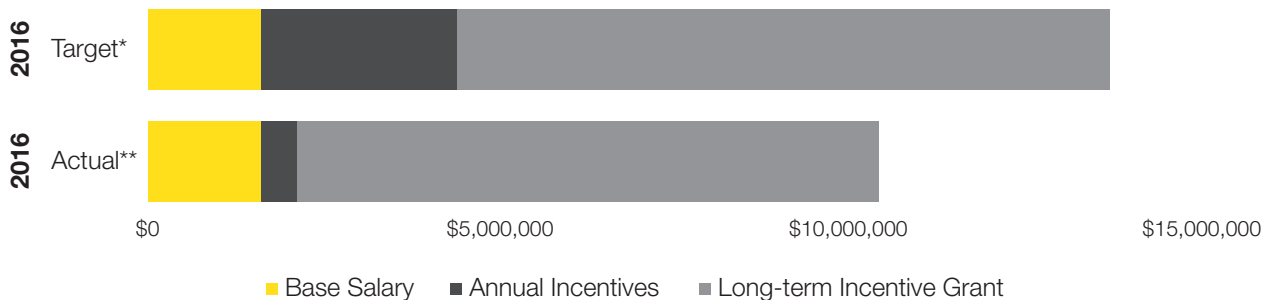 2016
Target*
2016
Actual**
$0 $5,000,000 $10,000,000 $15,000,000
Base Salary Annual Incentives Long-term Incentive Grant